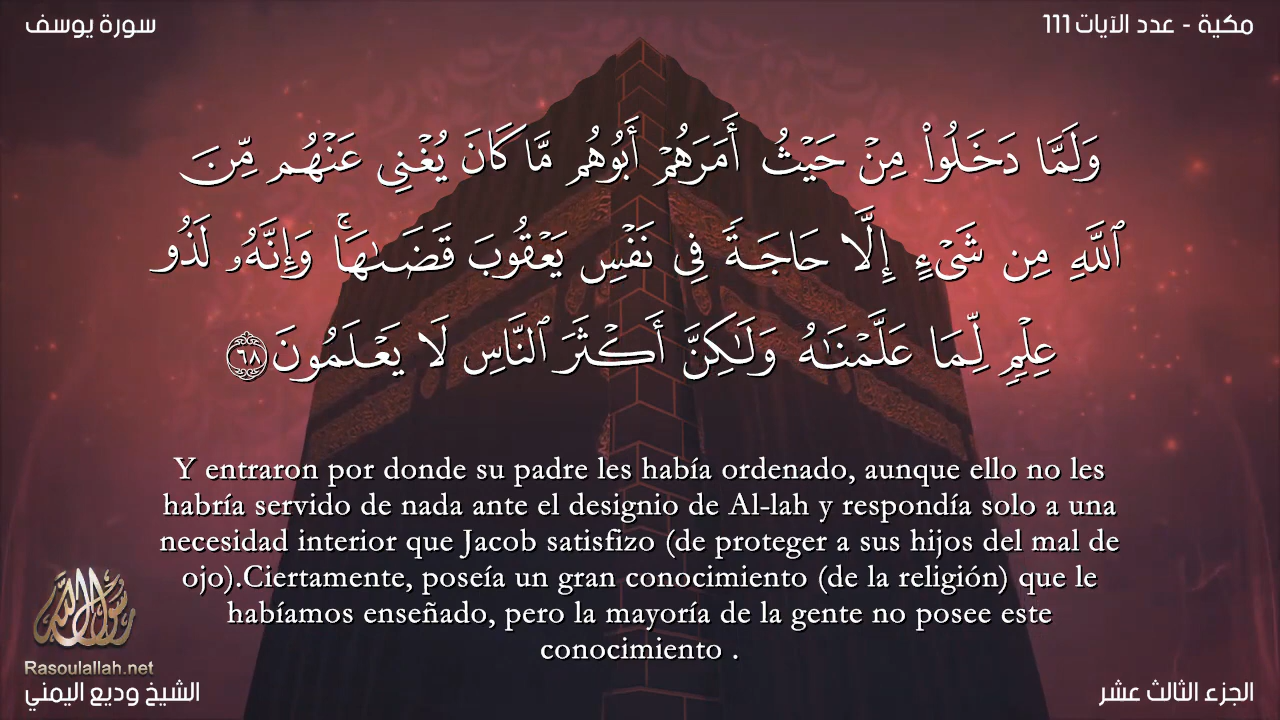 سورة يوسف
مكية - عدد الآيات 111
وَلَمَّا دَخَلُوا۟ مِنْ حَيْثُ أَمَرَهُمْ أَبُوهُم مَّا كَانَ يُغْنِى عَنْهُم مِّنَ
ٱللَّهِ مِن شَىْءٍ إِلَّا حَاجَةً فِى نَفْسِ يَعْقُوبَ قَضَىٰهَا ۚ وَإِنَّهُۥ لَذُو
عِلْمٍ لِّمَا عَلَّمْنَـٰهُ وَلَـٰكِنَّ أَكْثَرَ ٱلنَّاسِ لَا يَعْلَمُونَ ٦٨
Y entraron por donde su padre les había ordenado, aunque ello no les
habría servido de nada ante el designio de Al-lah y respondía solo a una
necesidad interior que Jacob satisfizo (de proteger a sus hijos del mal de
ojo).Ciertamente, poseía un gran conocimiento (de la religión) que le
habíamos enseñado, pero la mayoría de la gente no posee este
conocimiento .
رسول الله
Rasoulallah.net
الشيخ وديع اليمني
الجزء الثالث عشر